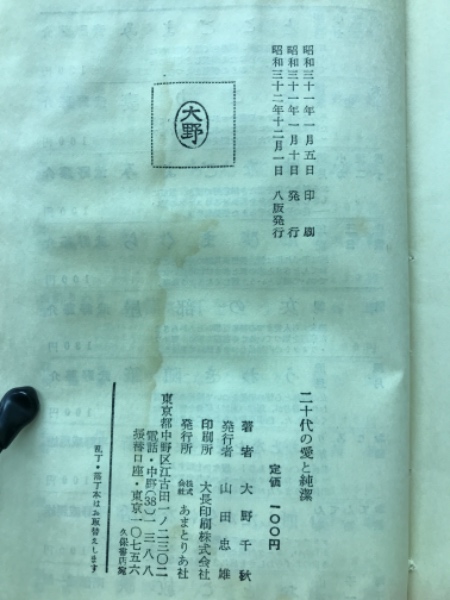 昭和三十一年一月五日 印刷
昭和三十一年一月十日 発行
昭和三十二年十二月一日 八版発行
大野
二十代の愛と純潔
定価 一〇〇円
著者 大野千秋
発行者 山田忠雄
印刷所 大長印刷株式会社
発行所 株式会社 あまとりあ社
東京都中野区江古田一ノ二三〇二
電話・中野(38)一三八八
振替口座・東京一〇七五六
久保書店宛
乱丁・落丁本はお取替えします